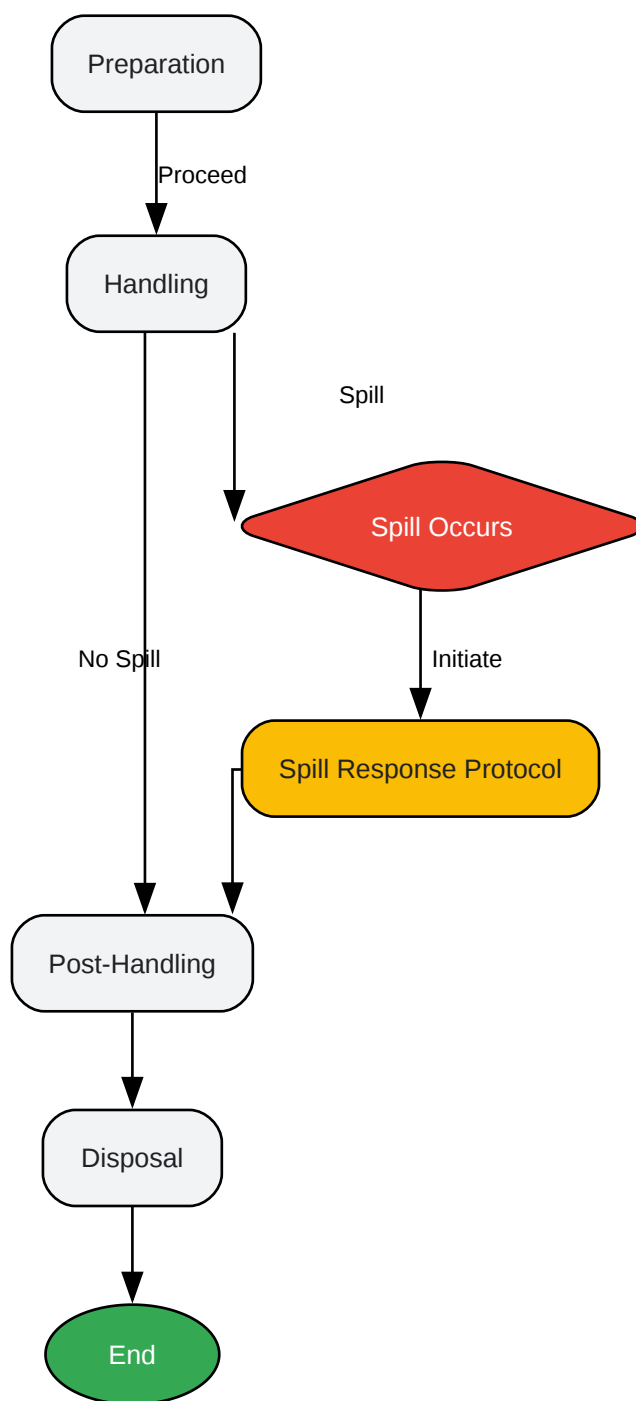 Preparation
Proceed
Handling
Spill
Spill Occurs
No Spill
Initiate
Spill Response Protocol
Post-Handling
Disposal
End